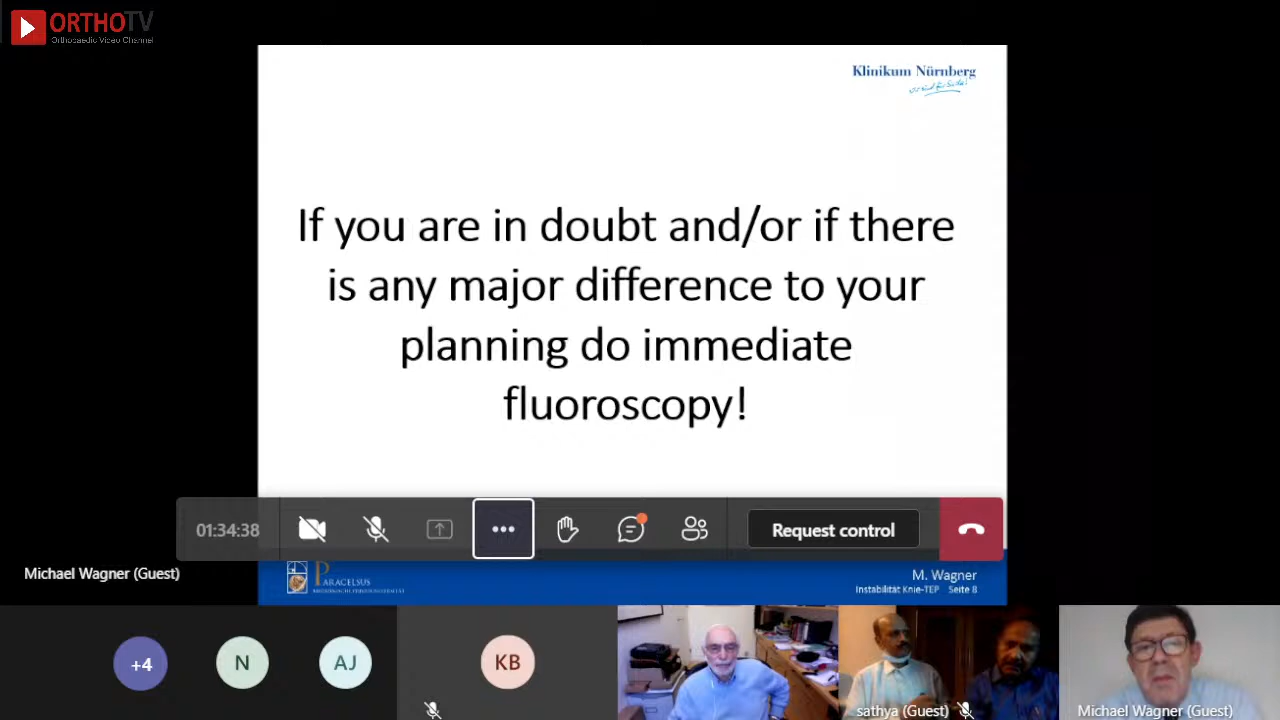 ORTHOTV
Orthopaedic Video Channel
Klinikum Nürnberg
If you are in doubt and/or if there
is any major difference to your
planning do immediate
fluoroscopy!
01:34:38
Request control
Michael Wagner (Guest)
PARACELSUS
M. Wagner
Instabilität Knie-TEP Seite 8
+4
N
AJ
KB
sathya (Guest)
Michael Wagner (Guest)